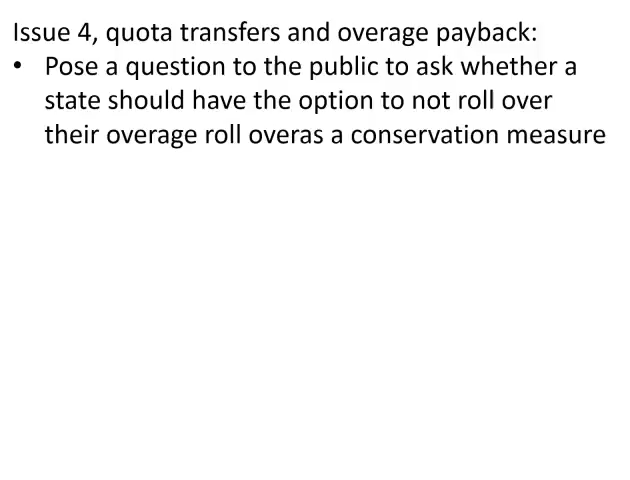 Issue 4, quota transfers and overage payback:
• Pose a question to the public to ask whether a
state should have the option to not roll over
their overage roll overas a conservation measure